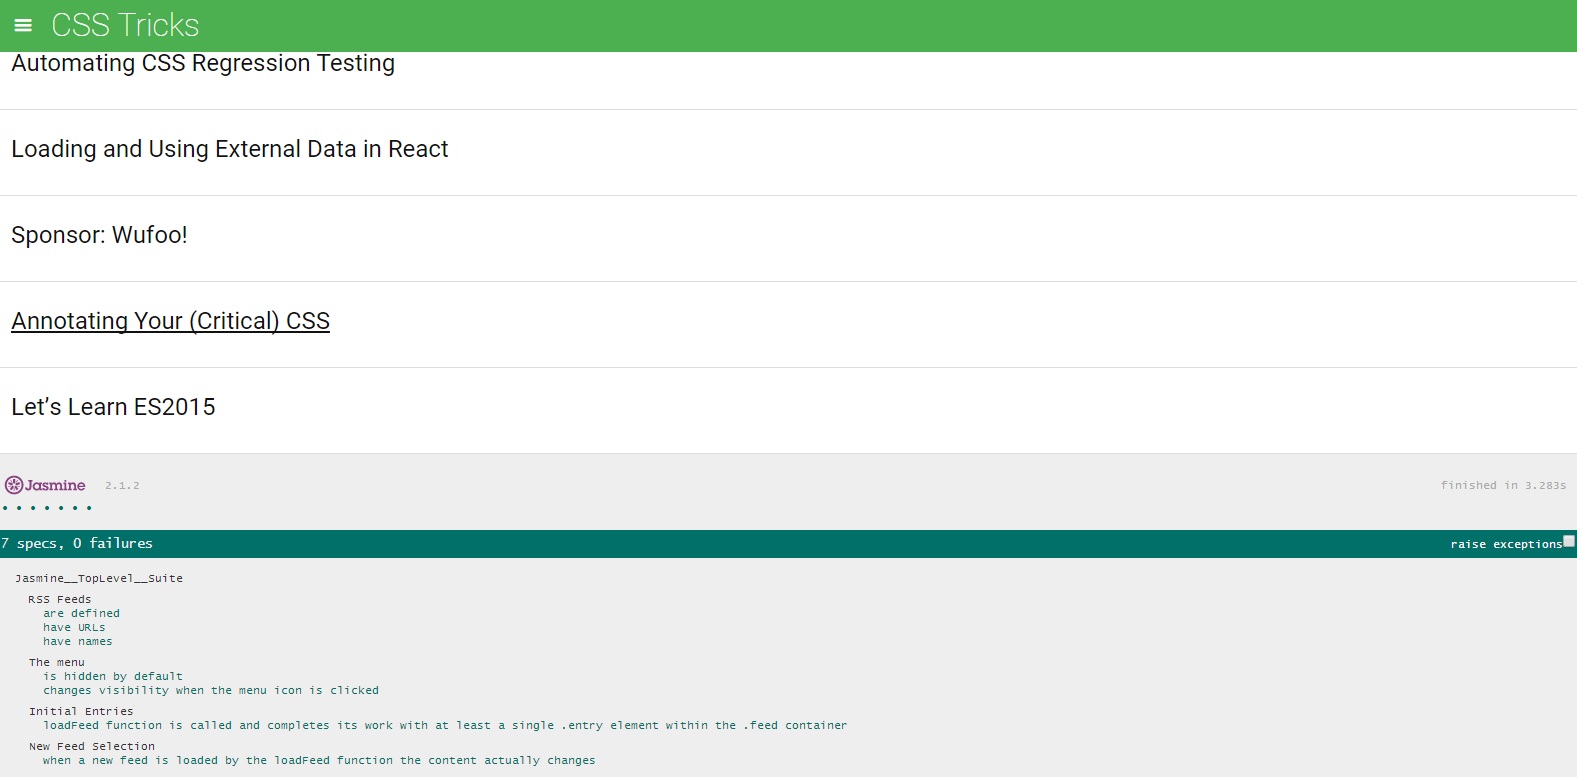 CSS Tricks
Automating CSS Regression Testing
Loading and Using External Data in React
Sponsor: Wufoo!
Annotating Your (Critical) CSS
Let’s Learn ES2015
Jasmine 2.1.2 finished in 3.283s
7 specs, 0 failures raise exceptions
Jasmine__TopLevel__Suite
RSS Feeds
are defined
have URLs
have names
The menu
is hidden by default
changes visibility when the menu icon is clicked
Initial Entries
loadFeed function is called and completes its work with at least a single .entry element within the .feed container
New Feed Selection
when a new feed is loaded by the loadFeed function the content actually changes